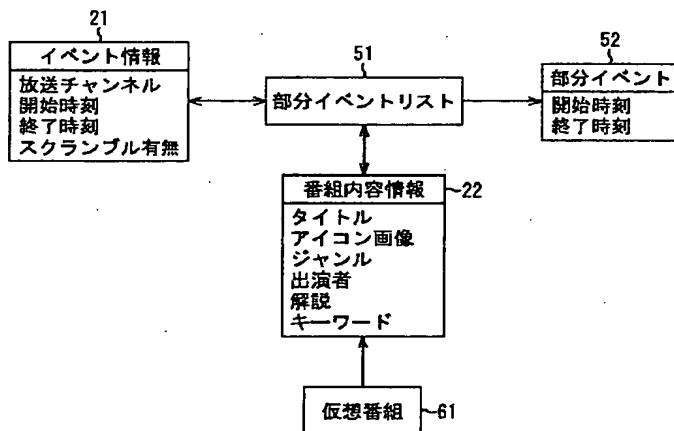 21
イベント情報
放送チャンネル
開始時刻
終了時刻
スクランブル有無
51
部分イベントリスト
52
部分イベント
開始時刻
終了時刻
番組内容情報
22
タイトル
アイコン画像
ジャンル
出演者
解説
キーワード
仮想番組
61